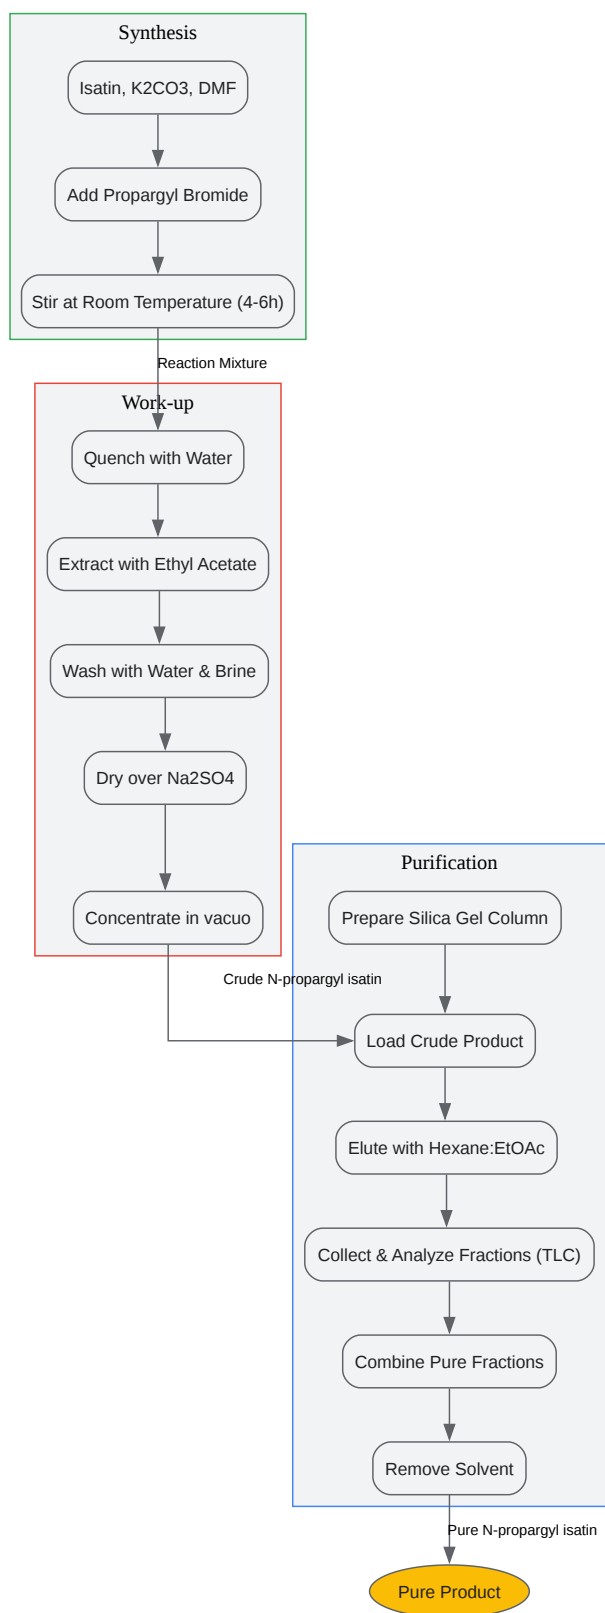 Synthesis
Isatin, K2CO3, DMF
Add Propargyl Bromide
Stir at Room Temperature (4-6h)
Reaction Mixture
Work-up
Quench with Water
Extract with Ethyl Acetate
Wash with Water & Brine
Dry over Na2SO4
Concentrate in vacuo
Crude N-propargyl isatin
Purification
Prepare Silica Gel Column
Load Crude Product
Elute with Hexane:EtOAc
Collect & Analyze Fractions (TLC)
Combine Pure Fractions
Remove Solvent
Pure N-propargyl isatin
Pure Product